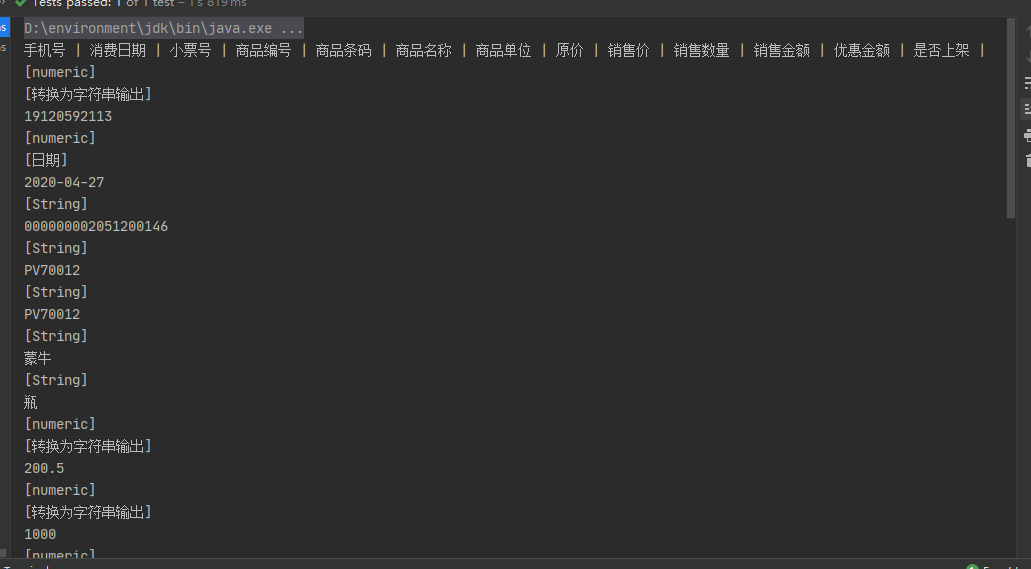 Tests passed: 1 of 1 test – 1 s 819 ms
D:\environment\jdk\bin\java.exe ...
手机号 | 消费日期 | 小票号 | 商品编号 | 商品条码 | 商品名称 | 商品单位 | 原价 | 销售价 | 销售数量 | 销售金额 | 优惠金额 | 是否上架 |
[numeric]
[转换为字符串输出]
19120592113
[numeric]
[日期]
2020-04-27
[String]
000000002051200146
[String]
PV70012
[String]
PV70012
[String]
蒙牛
[String]
瓶
[numeric]
[转换为字符串输出]
200.5
[numeric]
[转换为字符串输出]
1000
[numeric]